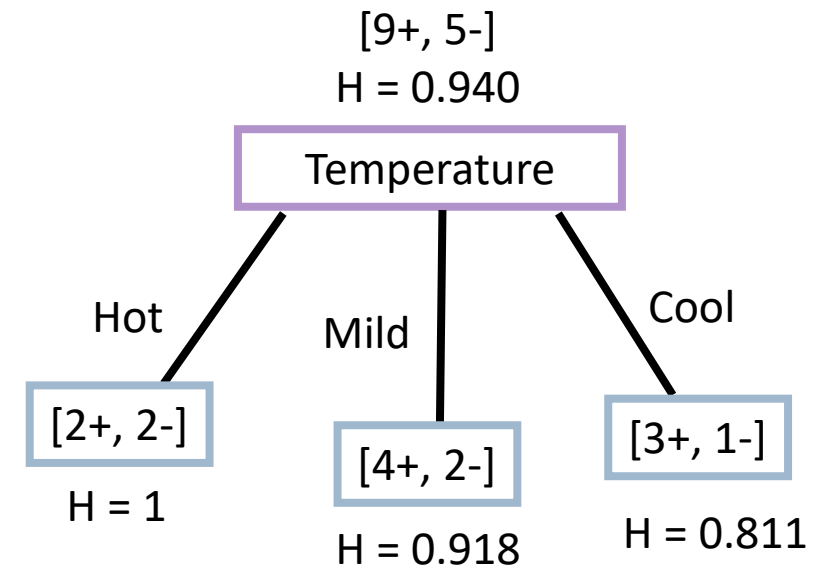 [9+, 5-]
H = 0.940
Temperature
Hot
Mild
Cool
[2+, 2-]
H = 1
[4+, 2-]
H = 0.918
[3+, 1-]
H = 0.811